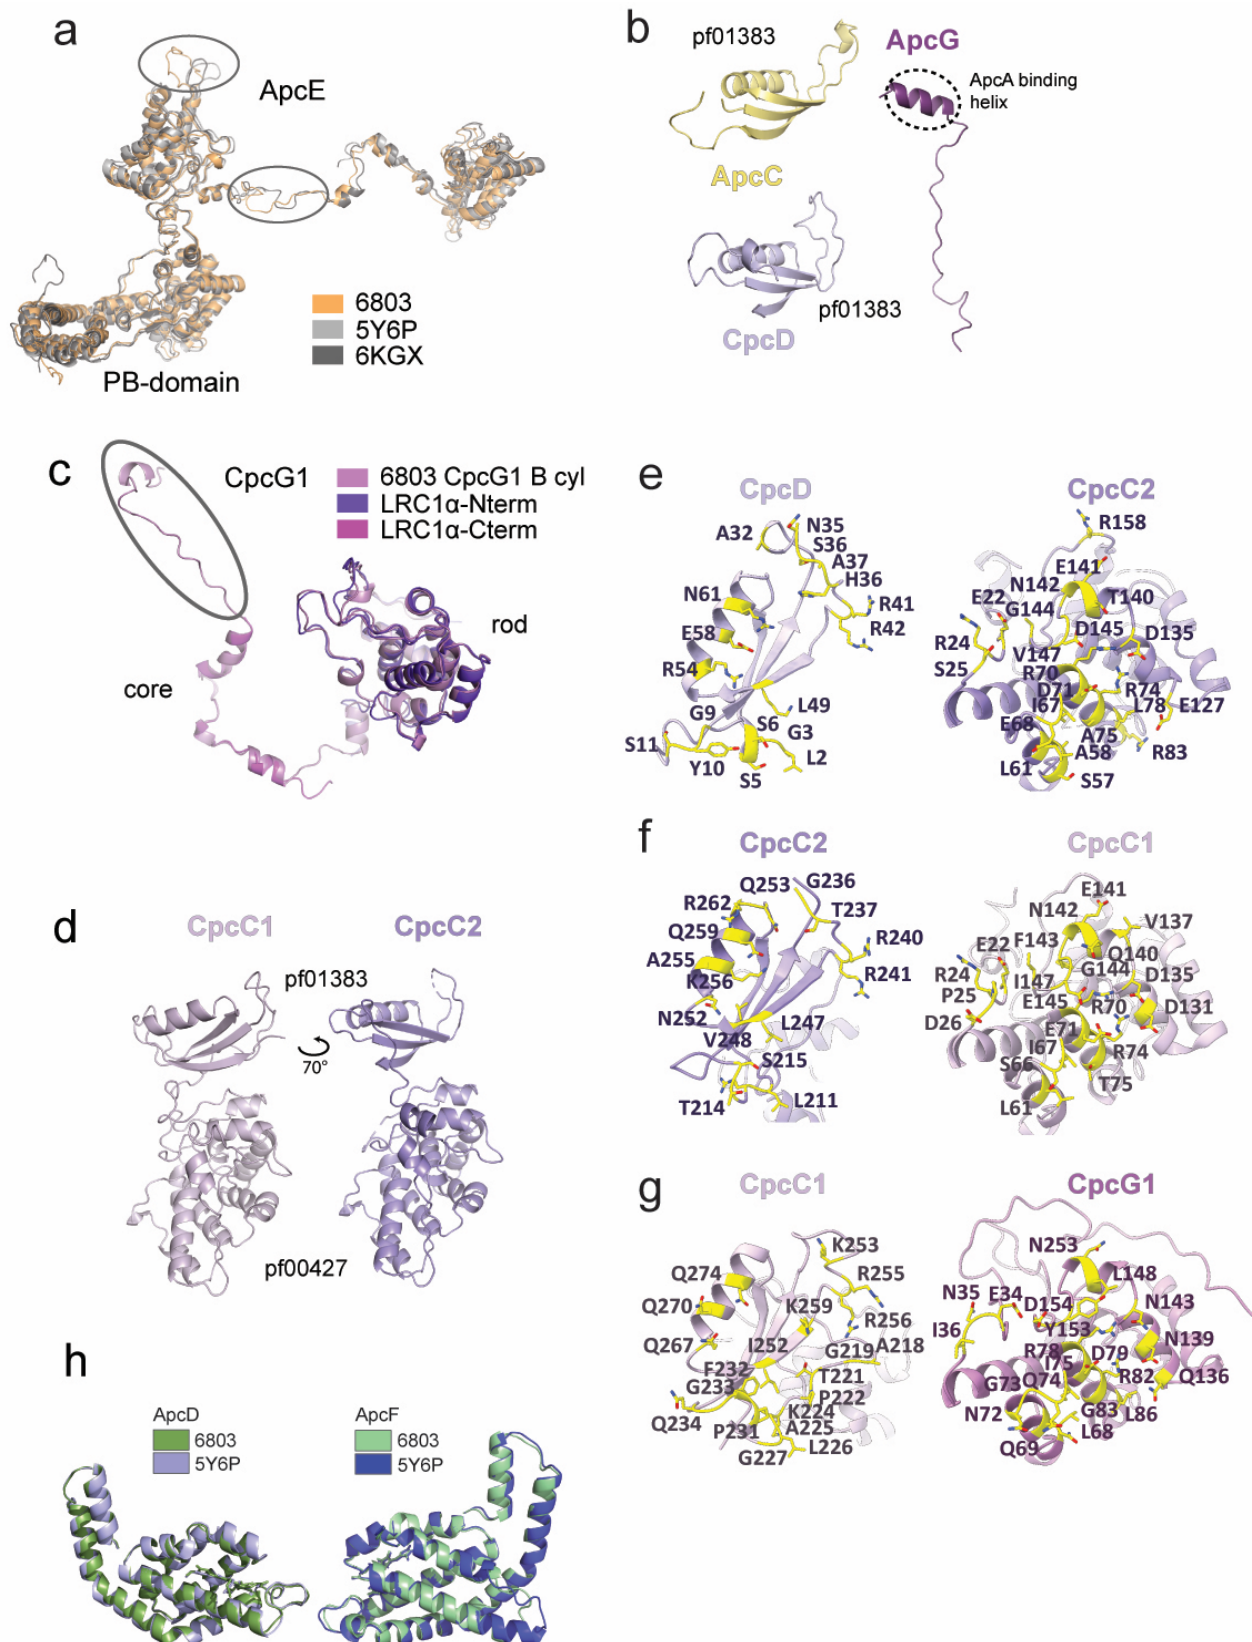 a
ApcE
6803
5Y6P
6KGX
PB-domain
b
pf01383
ApcG
ApcA binding
helix
ApcC
pf01383
CpcD
c
CpcG1
6803 CpcG1 B cyl
LRC1α-Nterm
LRC1α-Cterm
rod
core
d
CpcC1
CpcC2
pf01383
70°
pf00427
e
CpcD
A32
N35
S36
A37
H36
N61
R41
R42
E58
R54
L49
G9
S6
G3
S11
Y10
S5
L2
CpcC2
R158
E141
N142
E22
G144
T140
R24
D145
D135
S25
V147
R70
D71
R74
I67
L78
E127
E68
A75
R83
L61
A58
S57
f
CpcC2
Q253
G236
R262
T237
Q259
R240
A255
R241
K256
N252
L247
V248
S215
T214
L211
CpcC1
E141
N142
V137
E22
F143
Q140
R24
G144
D135
P25
I147
D26
E145
R70
D131
E71
I67
R74
S66
T75
L61
g
CpcC1
K253
Q274
R255
Q270
K259
R256
Q267
I252
G219
A218
F232
T221
G233
P222
Q234
K224
P231
A225
L226
G227
CpcG1
N253
L148
N35
E34
D154
N143
I36
Y153
N139
R78
D79
I75
R82
Q136
G73
Q74
N72
G83
L86
Q69
L68
h
ApcD
6803
5Y6P
ApcF
6803
5Y6P